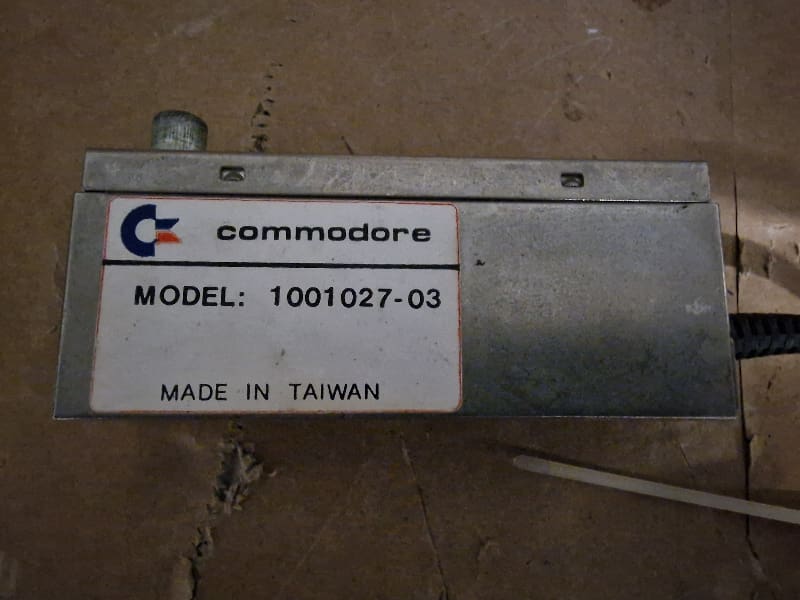 commodore
MODEL: 1001027-03
MADE IN TAIWAN